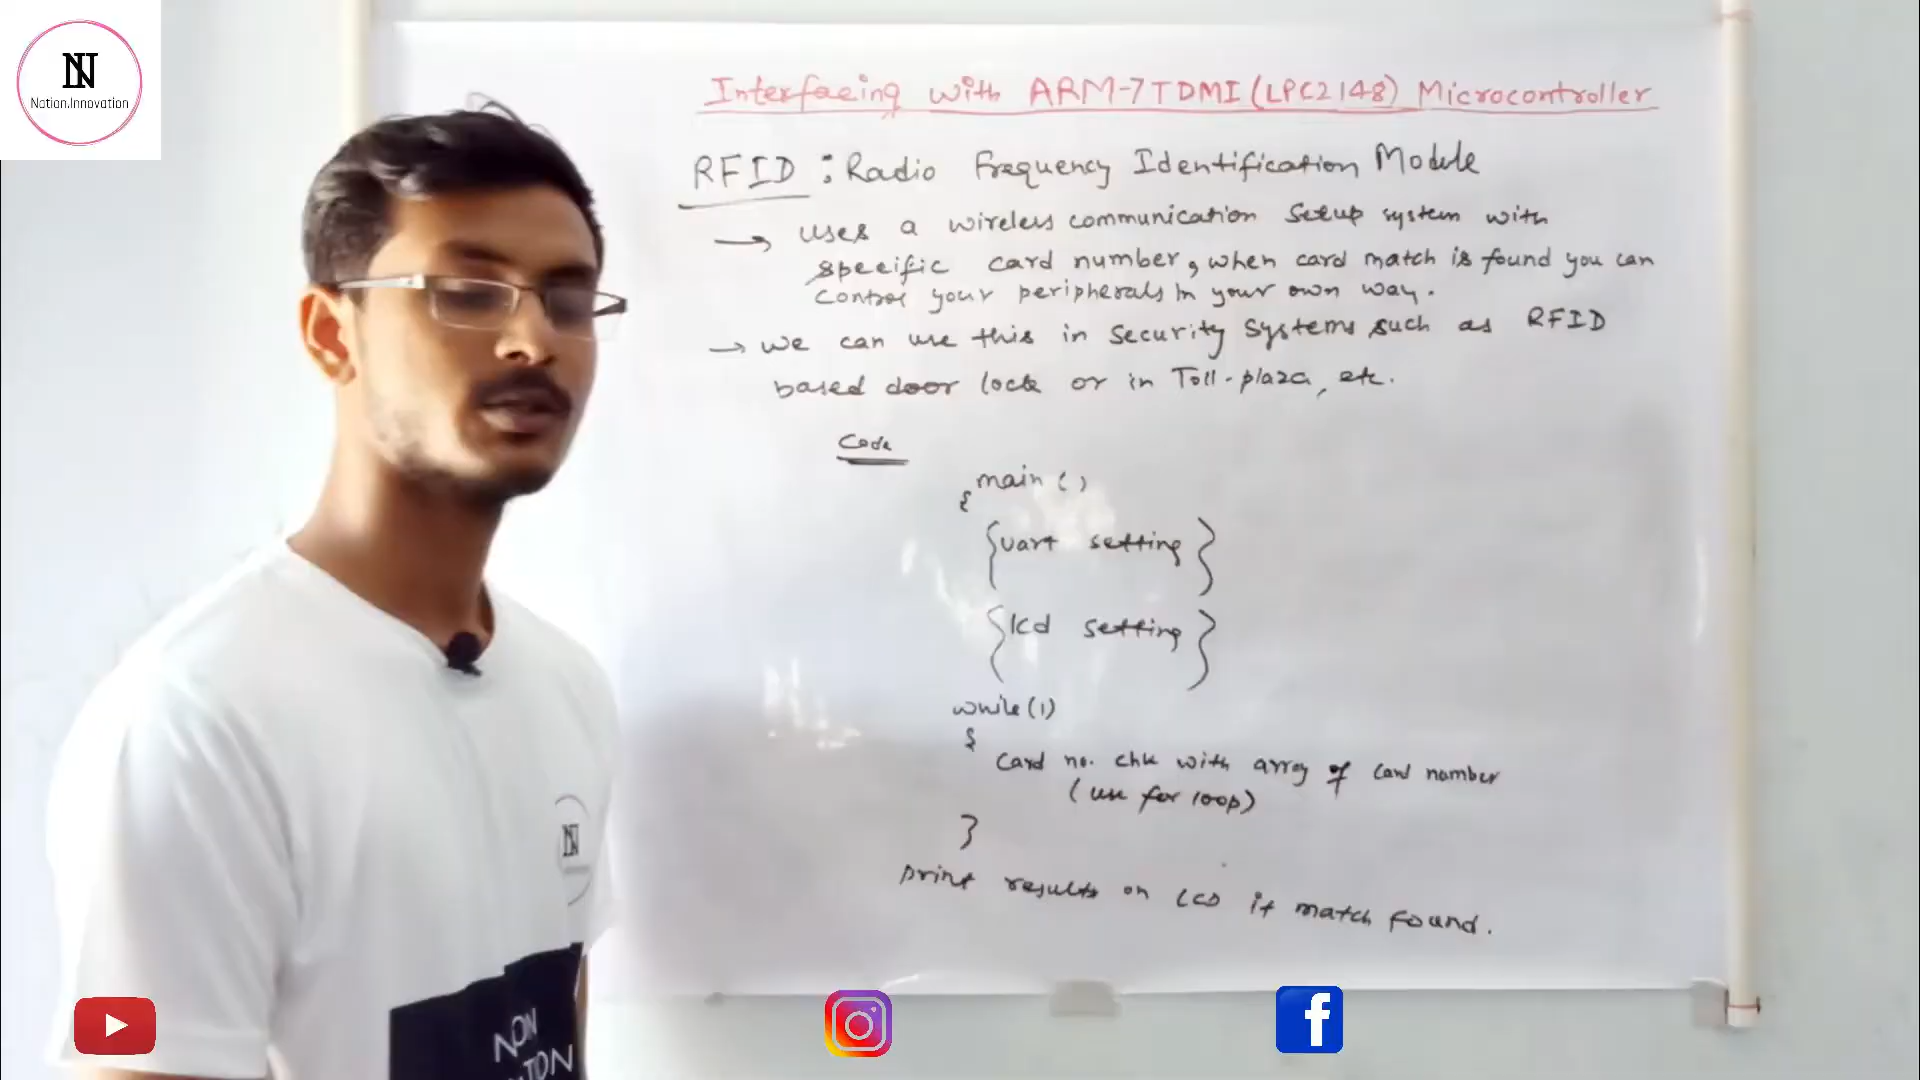 NI
Nation.Innovation
Interfacing with ARM-7TDMI (LPC2148) Microcontroller
RFID : Radio Frequency Identification Module
→ uses a wireless communication setup system with
specific card number, when card match is found you can
control your peripherals in your own way.
→ we can use this in security systems such as RFID
based door lock or in Toll-plaza, etc.
Code
main ()
{
{uart setting}
{lcd setting}
while(1)
{
card no. chk with array of card number
(use for loop)
}
print results on LCD if match found.
NI
NON
f